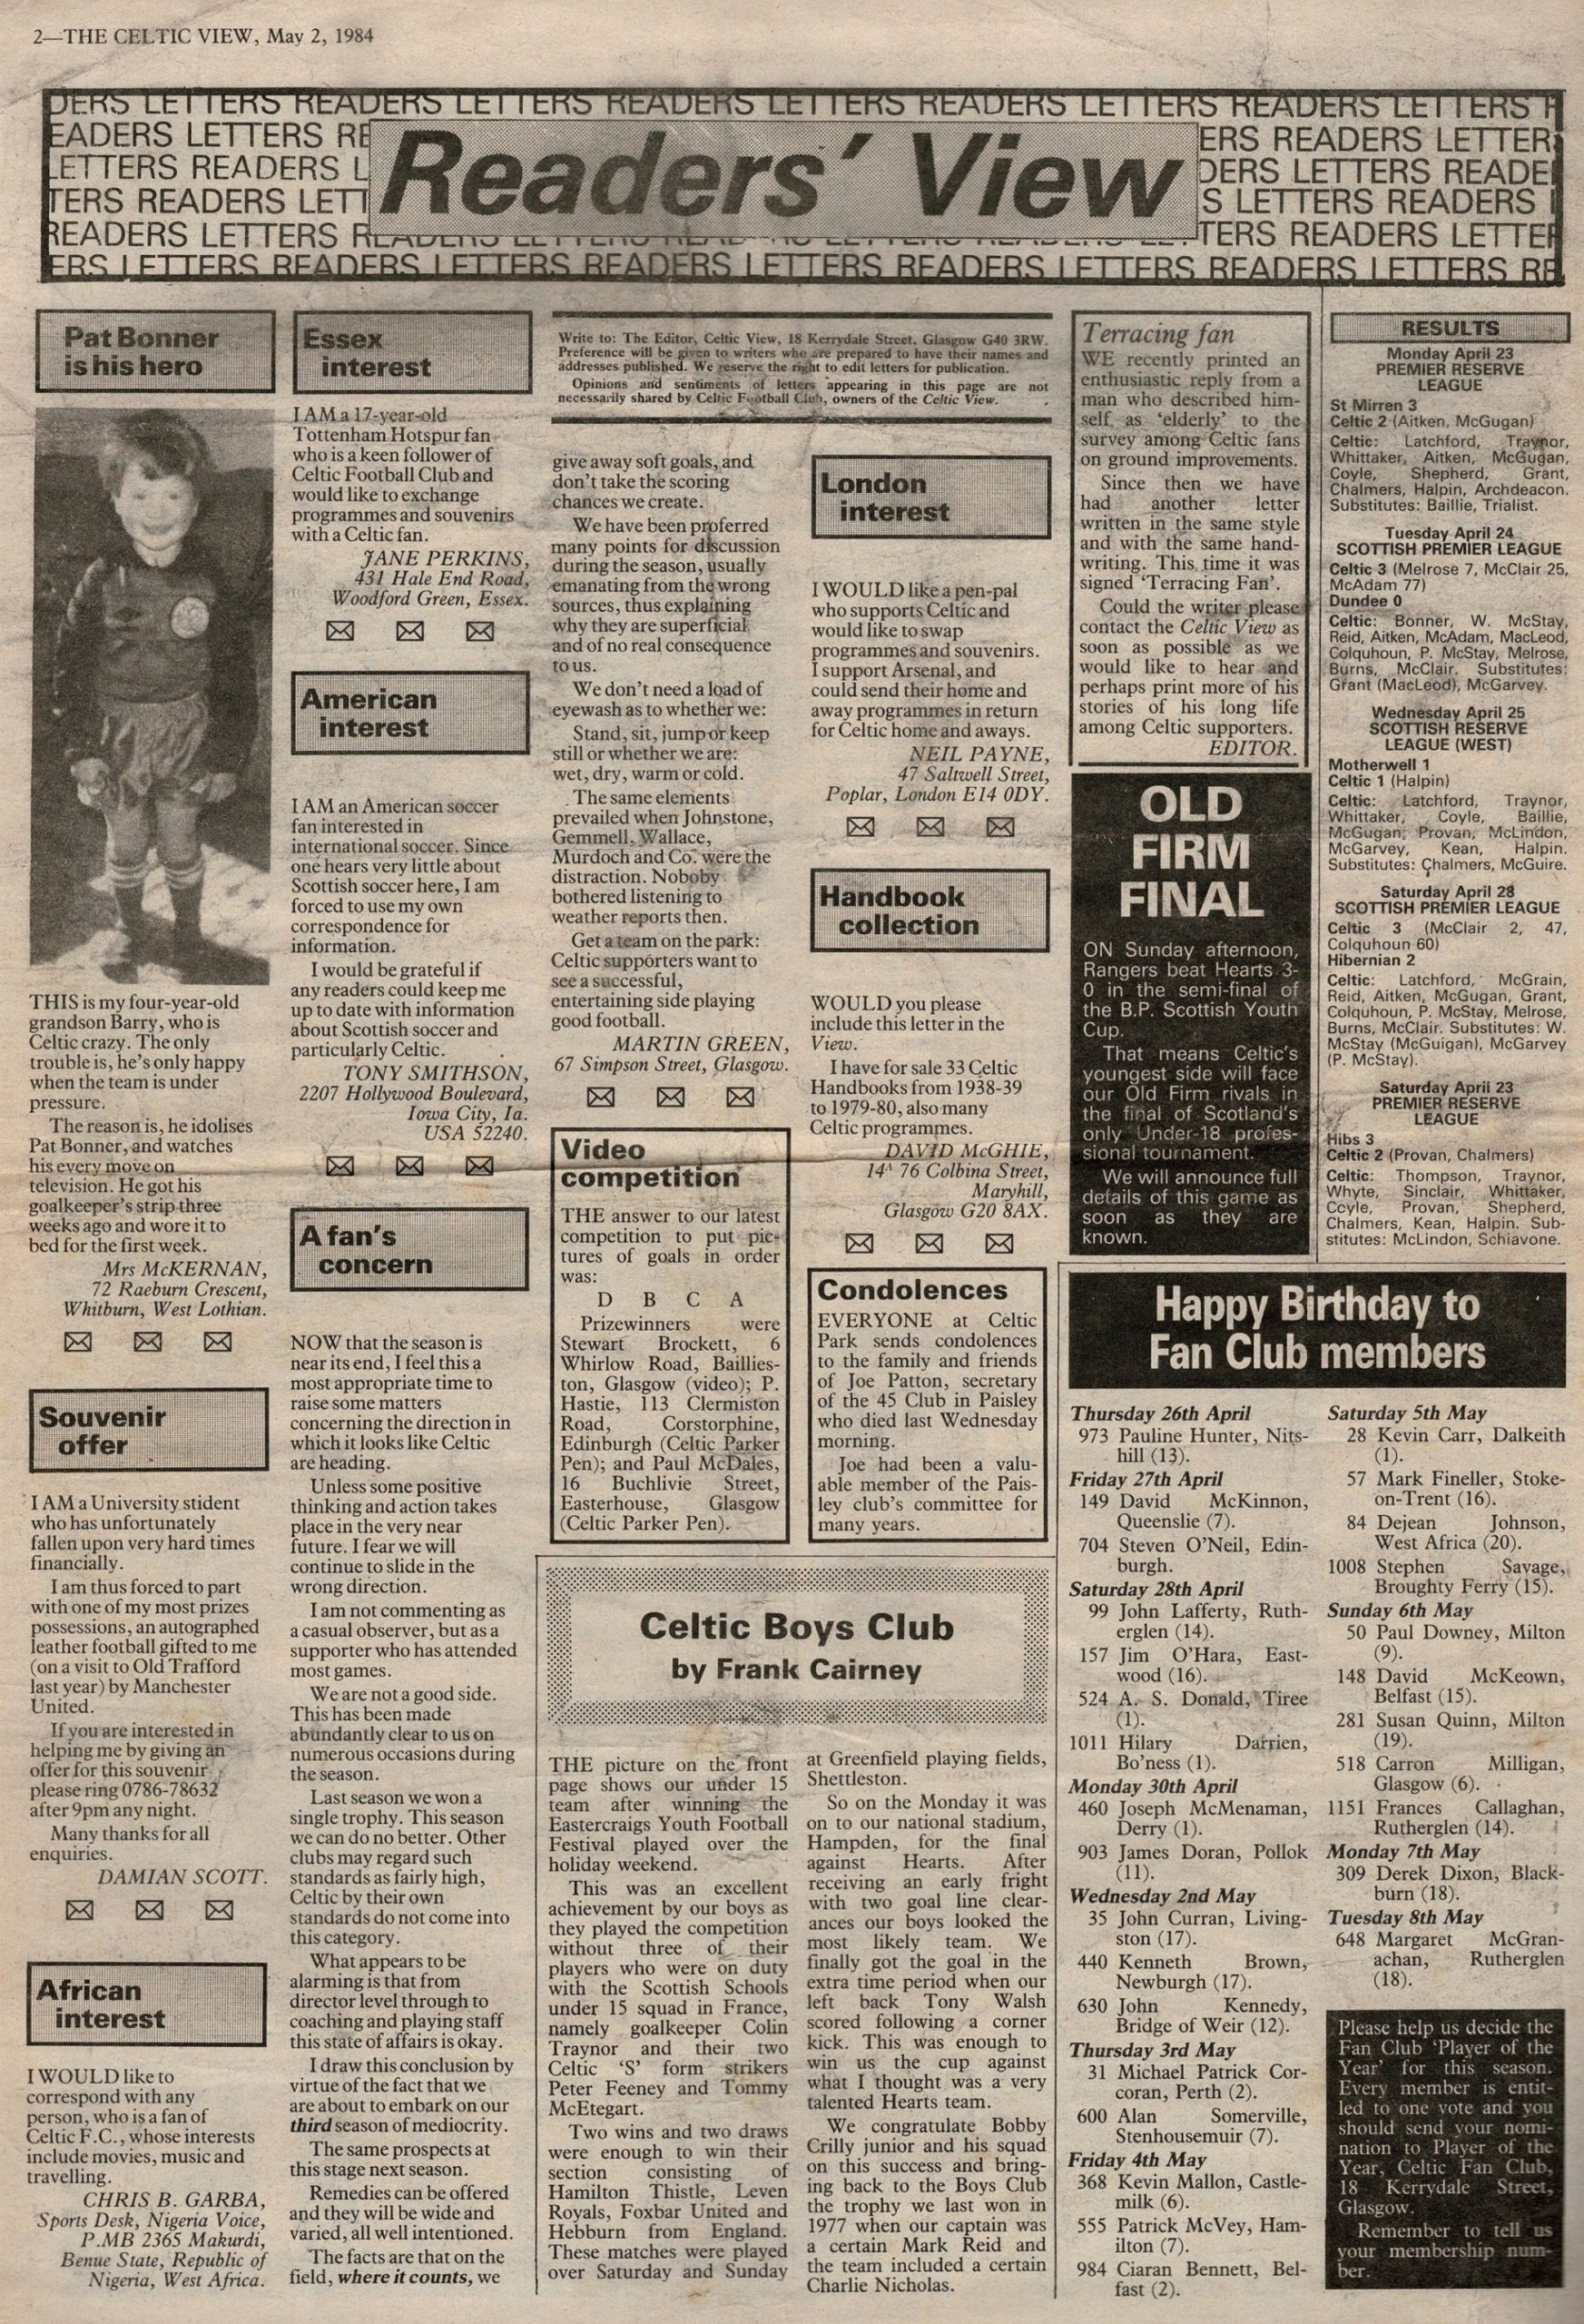 2—THE CELTIC VIEW, May 2, 1984
DERS LETTERS READERS LETTERS READERS LETTERS READERS LETTERS READERS LETTERS
EADERS LETTERS RE
ERS READERS LETTER
LETTERS READERS L
DERS LETTERS READE
TERS READERS LETT
S LETTERS READERS
READERS LETTERS
TERS READERS LETTE
ERS LETTERS READERS LETTERS READERS LETTERS READERS LETTERS READERS LETTERS RE
Readers' View
Pat Bonner
is his hero
THIS is my four-year-old
grandson Barry, who is
Celtic crazy. The only
trouble is, he's only happy
when the team is under
pressure.
The reason is, he idolises
Pat Bonner, and watches
his every move on
television. He got his
goalkeeper's strip three
weeks ago and wore it to
bed for the first week.
Mrs McKERNAN,
72 Raeburn Crescent,
Whitburn, West Lothian.
Souvenir
offer
I AM a University stident
who has unfortunately
fallen upon very hard times
financially.
I am thus forced to part
with one of my most prizes
possessions, an autographed
leather football gifted to me
(on a visit to Old Trafford
last year) by Manchester
United.
If you are interested in
helping me by giving an
offer for this souvenir
please ring 0786-78632
after 9pm any night.
Many thanks for all
enquiries.
DAMIAN SCOTT.
African
interest
I WOULD like to
correspond with any
person, who is a fan of
Celtic F.C., whose interests
include movies, music and
travelling.
CHRIS B. GARBA,
Sports Desk, Nigeria Voice,
P.MB 2365 Makurdi,
Benue State, Republic of
Nigeria, West Africa.
Essex
interest
I AM a 17-year-old
Tottenham Hotspur fan
who is a keen follower of
Celtic Football Club and
would like to exchange
programmes and souvenirs
with a Celtic fan.
JANE PERKINS,
431 Hale End Road,
Woodford Green, Essex.
American
interest
I AM an American soccer
fan interested in
international soccer. Since
one hears very little about
Scottish soccer here, I am
forced to use my own
correspondence for
information.
I would be grateful if
any readers could keep me
up to date with information
about Scottish soccer and
particularly Celtic.
TONY SMITHSON,
2207 Hollywood Boulevard,
Iowa City, Ia.
USA 52240.
A fan's
concern
NOW that the season is
near its end, I feel this a
most appropriate time to
raise some matters
concerning the direction in
which it looks like Celtic
are heading.
Unless some positive
thinking and action takes
place in the very near
future. I fear we will
continue to slide in the
wrong direction.
I am not commenting as
a casual observer, but as a
supporter who has attended
most games.
We are not a good side.
This has been made
abundantly clear to us on
numerous occasions during
the season.
Last season we won a
single trophy. This season
we can do no better. Other
clubs may regard such
standards as fairly high,
Celtic by their own
standards do not come into
this category.
What appears to be
alarming is that from
director level through to
coaching and playing staff
this state of affairs is okay.
I draw this conclusion by
virtue of the fact that we
are about to embark on our
third season of mediocrity.
The same prospects at
this stage next season.
Remedies can be offered
and they will be wide and
varied, all well intentioned.
The facts are that on the
field, where it counts, we
Write to: The Editor, Celtic View, 18 Kerrydale Street, Glasgow G40 3RW.
Preference will be given to writers who are prepared to have their names and
addresses published. We reserve the right to edit letters for publication.
Opinions and sentiments of letters appearing in this page are not
necessarily shared by Celtic Football Club, owners of the Celtic View.
give away soft goals, and
don't take the scoring
chances we create.
We have been proferred
many points for discussion
during the season, usually
emanating from the wrong
sources, thus explaining
why they are superficial
and of no real consequence
to us.
We don't need a load of
eyewash as to whether we:
Stand, sit, jump or keep
still or whether we are:
wet, dry, warm or cold.
The same elements
prevailed when Johnstone,
Gemmell, Wallace,
Murdoch and Co. were the
distraction. Noboby
bothered listening to
weather reports then.
Get a team on the park:
Celtic supporters want to
see a successful,
entertaining side playing
good football.
MARTIN GREEN,
67 Simpson Street, Glasgow.
Video
competition
THE answer to our latest
competition to put pic-
tures of goals in order
was:
D B C A
Prizewinners were
Stewart Brockett, 6
Whirlow Road, Baillies-
ton, Glasgow (video); P.
Hastie, 113 Clermiston
Road, Corstorphine,
Edinburgh (Celtic Parker
Pen); and Paul McDales,
16 Buchlivie Street,
Easterhouse, Glasgow
(Celtic Parker Pen).
London
interest
I WOULD like a pen-pal
who supports Celtic and
would like to swap
programmes and souvenirs.
I support Arsenal, and
could send their home and
away programmes in return
for Celtic home and aways.
NEIL PAYNE,
47 Saltwell Street,
Poplar, London E14 0DY.
Handbook
collection
WOULD you please
include this letter in the
View.
I have for sale 33 Celtic
Handbooks from 1938-39
to 1979-80, also many
Celtic programmes.
DAVID McGHIE,
14^ 76 Colbina Street,
Maryhill,
Glasgow G20 8AX.
Condolences
EVERYONE at Celtic
Park sends condolences
to the family and friends
of Joe Patton, secretary
of the 45 Club in Paisley
who died last Wednesday
morning.
Joe had been a valu-
able member of the Pais-
ley club's committee for
many years.
Celtic Boys Club
by Frank Cairney
THE picture on the front
page shows our under 15
team after winning the
Eastercraigs Youth Football
Festival played over the
holiday weekend.
This was an excellent
achievement by our boys as
they played the competition
without three of their
players who were on duty
with the Scottish Schools
under 15 squad in France,
namely goalkeeper Colin
Traynor and their two
Celtic 'S' form strikers
Peter Feeney and Tommy
McEtegart.
Two wins and two draws
were enough to win their
section consisting of
Hamilton Thistle, Leven
Royals, Foxbar United and
Hebburn from England.
These matches were played
over Saturday and Sunday
at Greenfield playing fields,
Shettleston.
So on the Monday it was
on to our national stadium,
Hampden, for the final
against Hearts. After
receiving an early fright
with two goal line clear-
ances our boys looked the
most likely team. We
finally got the goal in the
extra time period when our
left back Tony Walsh
scored following a corner
kick. This was enough to
win us the cup against
what I thought was a very
talented Hearts team.
We congratulate Bobby
Crilly junior and his squad
on this success and bring-
ing back to the Boys Club
the trophy we last won in
1977 when our captain was
a certain Mark Reid and
the team included a certain
Charlie Nicholas.
Terracing fan
WE recently printed an
enthusiastic reply from a
man who described him-
self as 'elderly' to the
survey among Celtic fans
on ground improvements.
Since then we have
had another letter
written in the same style
and with the same hand-
writing. This time it was
signed 'Terracing Fan'.
Could the writer please
contact the Celtic View as
soon as possible as we
would like to hear and
perhaps print more of his
stories of his long life
among Celtic supporters.
EDITOR.
OLD
FIRM
FINAL
ON Sunday afternoon,
Rangers beat Hearts 3-
0 in the semi-final of
the B.P. Scottish Youth
Cup.
That means Celtic's
youngest side will face
our Old Firm rivals in
the final of Scotland's
only Under-18 profes-
sional tournament.
We will announce full
details of this game as
soon as they are
known.
RESULTS
Monday April 23
PREMIER RESERVE
LEAGUE
St Mirren 3
Celtic 2 (Aitken, McGugan)
Celtic: Latchford, Traynor,
Whittaker, Aitken, McGugan,
Coyle, Shepherd, Grant,
Chalmers, Halpin, Archdeacon.
Substitutes: Baillie, Trialist.
Tuesday April 24
SCOTTISH PREMIER LEAGUE
Celtic 3 (Melrose 7, McClair 25,
McAdam 77)
Dundee 0
Celtic: Bonner, W. McStay,
Reid, Aitken, McAdam, MacLeod,
Colquhoun, P. McStay, Melrose,
Burns, McClair. Substitutes:
Grant (MacLeod), McGarvey.
Wednesday April 25
SCOTTISH RESERVE
LEAGUE (WEST)
Motherwell 1
Celtic 1 (Halpin)
Celtic: Latchford, Traynor,
Whittaker, Coyle, Baillie,
McGugan, Provan, McLindon,
McGarvey, Kean, Halpin.
Substitutes: Chalmers, McGuire.
Saturday April 28
SCOTTISH PREMIER LEAGUE
Celtic 3 (McClair 2, 47,
Colquhoun 60)
Hibernian 2
Celtic: Latchford, McGrain,
Reid, Aitken, McGugan, Grant,
Colquhoun, P. McStay, Melrose,
Burns, McClair. Substitutes: W.
McStay (McGuigan), McGarvey
(P. McStay).
Saturday April 23
PREMIER RESERVE
LEAGUE
Hibs 3
Celtic 2 (Provan, Chalmers)
Celtic: Thompson, Traynor,
Whyte, Sinclair, Whittaker,
Coyle, Provan, Shepherd,
Chalmers, Kean, Halpin. Sub-
stitutes: McLindon, Schiavone.
Happy Birthday to
Fan Club members
Thursday 26th April
973 Pauline Hunter, Nits-
hill (13).
Friday 27th April
149 David McKinnon,
Queenslie (7).
704 Steven O'Neil, Edin-
burgh.
Saturday 28th April
99 John Lafferty, Ruth-
erglen (14).
157 Jim O'Hara, East-
wood (16).
524 A. S. Donald, Tiree
(1).
1011 Hilary Darrien,
Bo'ness (1).
Monday 30th April
460 Joseph McMenaman,
Derry (1).
903 James Doran, Pollok
(11).
Wednesday 2nd May
35 John Curran, Living-
ston (17).
440 Kenneth Brown,
Newburgh (17).
630 John Kennedy,
Bridge of Weir (12).
Thursday 3rd May
31 Michael Patrick Cor-
coran, Perth (2).
600 Alan Somerville,
Stenhousemuir (7).
Friday 4th May
368 Kevin Mallon, Castle-
milk (6).
555 Patrick McVey, Ham-
ilton (7).
984 Ciaran Bennett, Bel-
fast (2).
Saturday 5th May
28 Kevin Carr, Dalkeith
(1).
57 Mark Fineller, Stoke-
on-Trent (16).
84 Dejean Johnson,
West Africa (20).
1008 Stephen Savage,
Broughty Ferry (15).
Sunday 6th May
50 Paul Downey, Milton
(9).
148 David McKeown,
Belfast (15).
281 Susan Quinn, Milton
(19).
518 Carron Milligan,
Glasgow (6).
1151 Frances Callaghan,
Rutherglen (14).
Monday 7th May
309 Derek Dixon, Black-
burn (18).
Tuesday 8th May
648 Margaret McGran-
achan, Rutherglen
(18).
Please help us decide the
Fan Club 'Player of the
Year' for this season.
Every member is entit-
led to one vote and you
should send your nomi-
nation to Player of the
Year, Celtic Fan Club,
18 Kerrydale Street,
Glasgow.
Remember to tell us
your membership num-
ber.